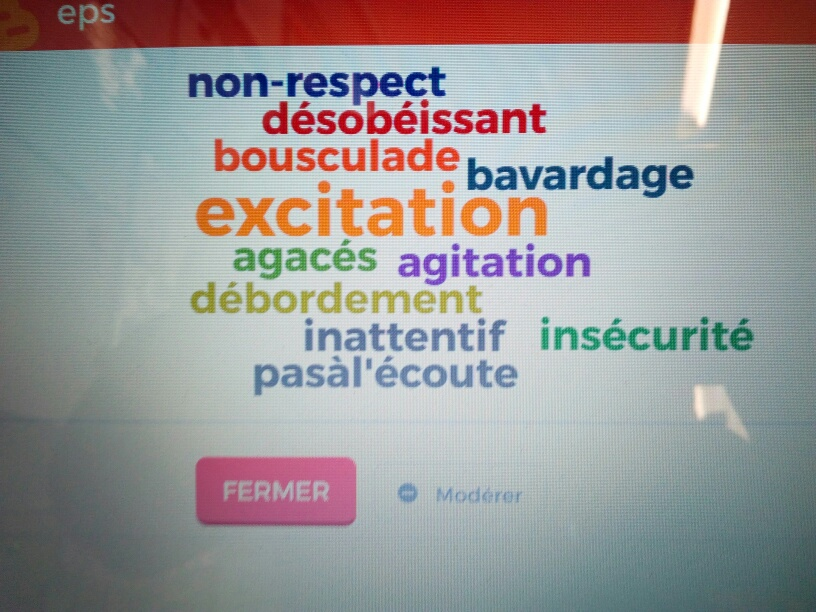 eps
non-respect
désobéissant
bousculade
bavardage
excitation
agacés agitation
débordement
inattentif insécurité
pasàl'écoute
FERMER Modérer